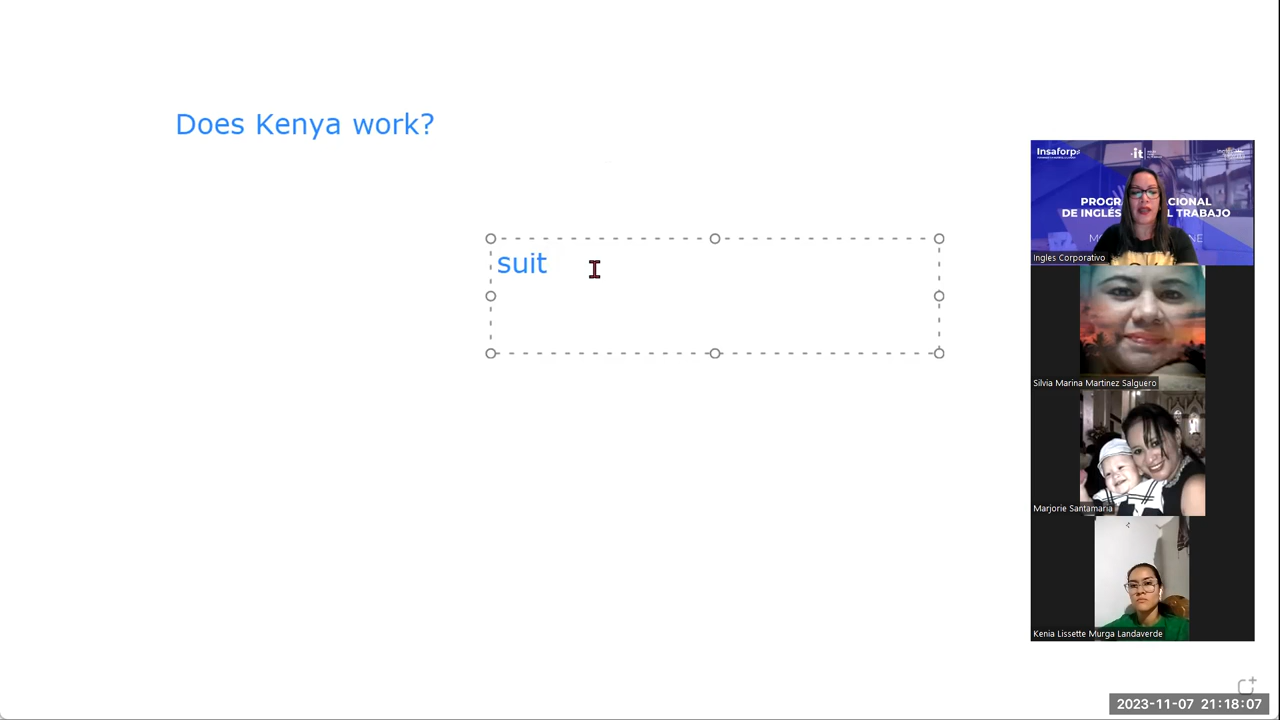 Does Kenya work?
suit
Insaforp
it
PROGR CIONAL
DE INGLÉS L TRABAJO
Ingles Corporativo
Silvia Marina Martinez Salguero
Marjorie Santamaria
Kenia Lissette Murga Landaverde
2023-11-07 21:18:07